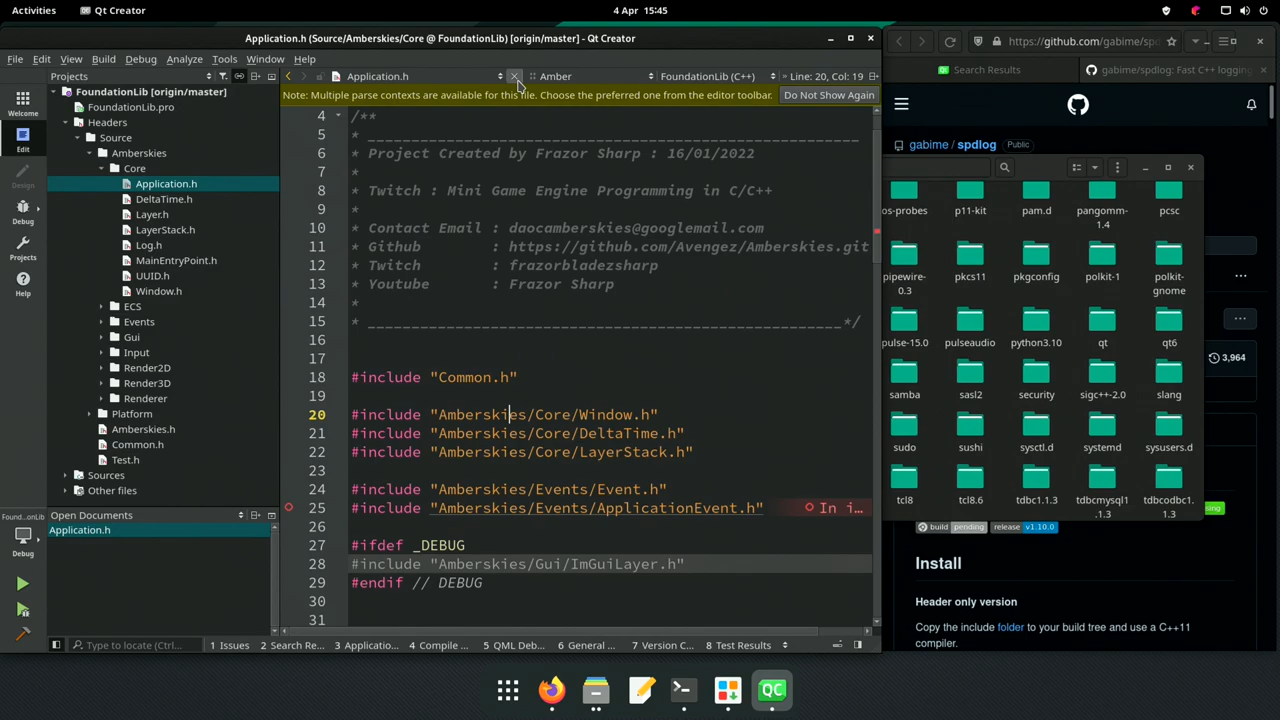 Activities
Qt Creator
4 Apr 15:45
Application.h (Source/Amberskies/Core @ FoundationLib) [origin/master] - Qt Creator
File Edit View Build Debug Analyze Tools Window Help
Projects
Application.h
Amber
FoundationLib (C++)
Line: 20, Col: 19
Note: Multiple parse contexts are available for this file. Choose the preferred one from the editor toolbar.
Do Not Show Again
Welcome
Edit
Design
Debug
Projects
Help
Found...onLib
Debug
FoundationLib [origin/master]
FoundationLib.pro
Headers
Source
Amberskies
Core
Application.h
DeltaTime.h
Layer.h
LayerStack.h
Log.h
MainEntryPoint.h
UUID.h
Window.h
ECS
Events
Gui
Input
Render2D
Render3D
Renderer
Platform
Amberskies.h
Common.h
Test.h
Sources
Other files
Open Documents
Application.h
4 /**
5 * ________________________________________________________
6 * Project Created by Frazor Sharp : 16/01/2022
7 *
8 * Twitch : Mini Game Engine Programming in C/C++
9 *
10 * Contact Email : daocamberskies@googlemail.com
11 * Github : https://github.com/Avengez/Amberskies.git
12 * Twitch : frazorbladezsharp
13 * Youtube : Frazor Sharp
14 *
15 * ______________________________________________________*/
16
17
18 #include "Common.h"
19
20 #include "Amberskies/Core/Window.h"
21 #include "Amberskies/Core/DeltaTime.h"
22 #include "Amberskies/Core/LayerStack.h"
23
24 #include "Amberskies/Events/Event.h"
25 #include "Amberskies/Events/ApplicationEvent.h" In i...
26
27 #ifdef _DEBUG
28 #include "Amberskies/Gui/ImGuiLayer.h"
29 #endif // DEBUG
30
31
Type to locate (Ctrl...
1 Issues
2 Search Re...
3 Applicatio...
4 Compile ...
5 QML Deb...
6 General ...
7 Version C...
8 Test Results
QC
https://github.com/gabime/spd
Search Results
gabime/spdlog: Fast C++ logging
gabime / spdlog
Public
os-probes
p11-kit
pam.d
pangomm-1.4
pcsc
pipewire-0.3
pkcs11
pkgconfig
polkit-1
polkit-gnome
pulse-15.0
pulseaudio
python3.10
qt
qt6
samba
sasl2
security
sigc++-2.0
slang
sudo
sushi
sysctl.d
systemd
sysusers.d
tcl8
tcl8.6
tdbc1.1.3
tdbcmysql1.1.3
tdbcodbc1.1.3
3,964
build pending
release v1.10.0
Install
Header only version
Copy the include folder to your build tree and use a C++11
compiler.